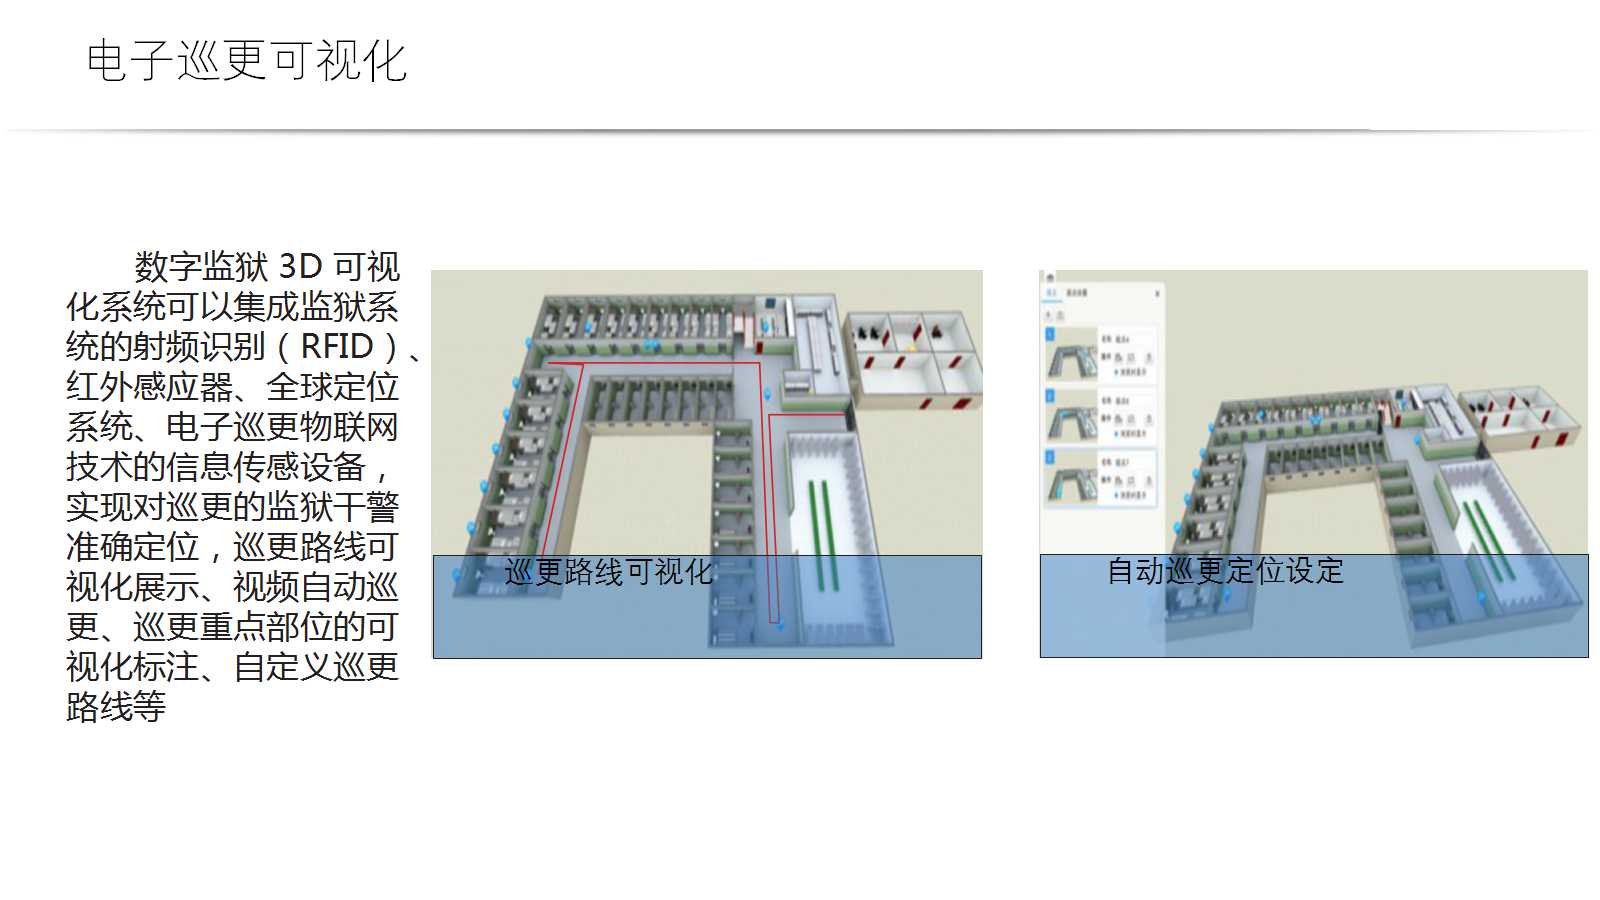 电子巡更可视化
数字监狱 3D 可视
化系统可以集成监狱系
统的射频识别（RFID）、
红外感应器、全球定位
系统、电子巡更物联网
技术的信息传感设备，
实现对巡更的监狱干警
准确定位，巡更路线可
视化展示、视频自动巡
更、巡更重点部位的可
视化标注、自定义巡更
路线等
巡更路线可视化
自动巡更定位设定